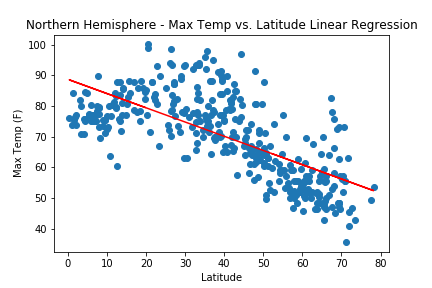 Northern Hemisphere - Max Temp vs. Latitude Linear Regression
100
90
80
70
60
50
40
Max Temp (F)
0 10 20 30 40 50 60 70 80
Latitude